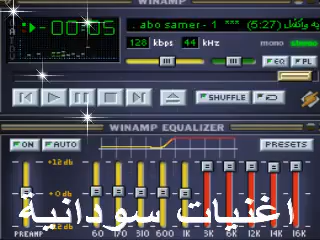 WINAMP
-00:05
. abo samer - 1 *** (5:27)
128 kbps 44 kHz mono stereo
EQ PL
SHUFFLE
WINAMP EQUALIZER
ON AUTO PRESETS
+12 db
+0 db
-12 db
PREAMP 60 170 310 600 1K 3K 6K 12K 14K 16K
اغنيات سودانية